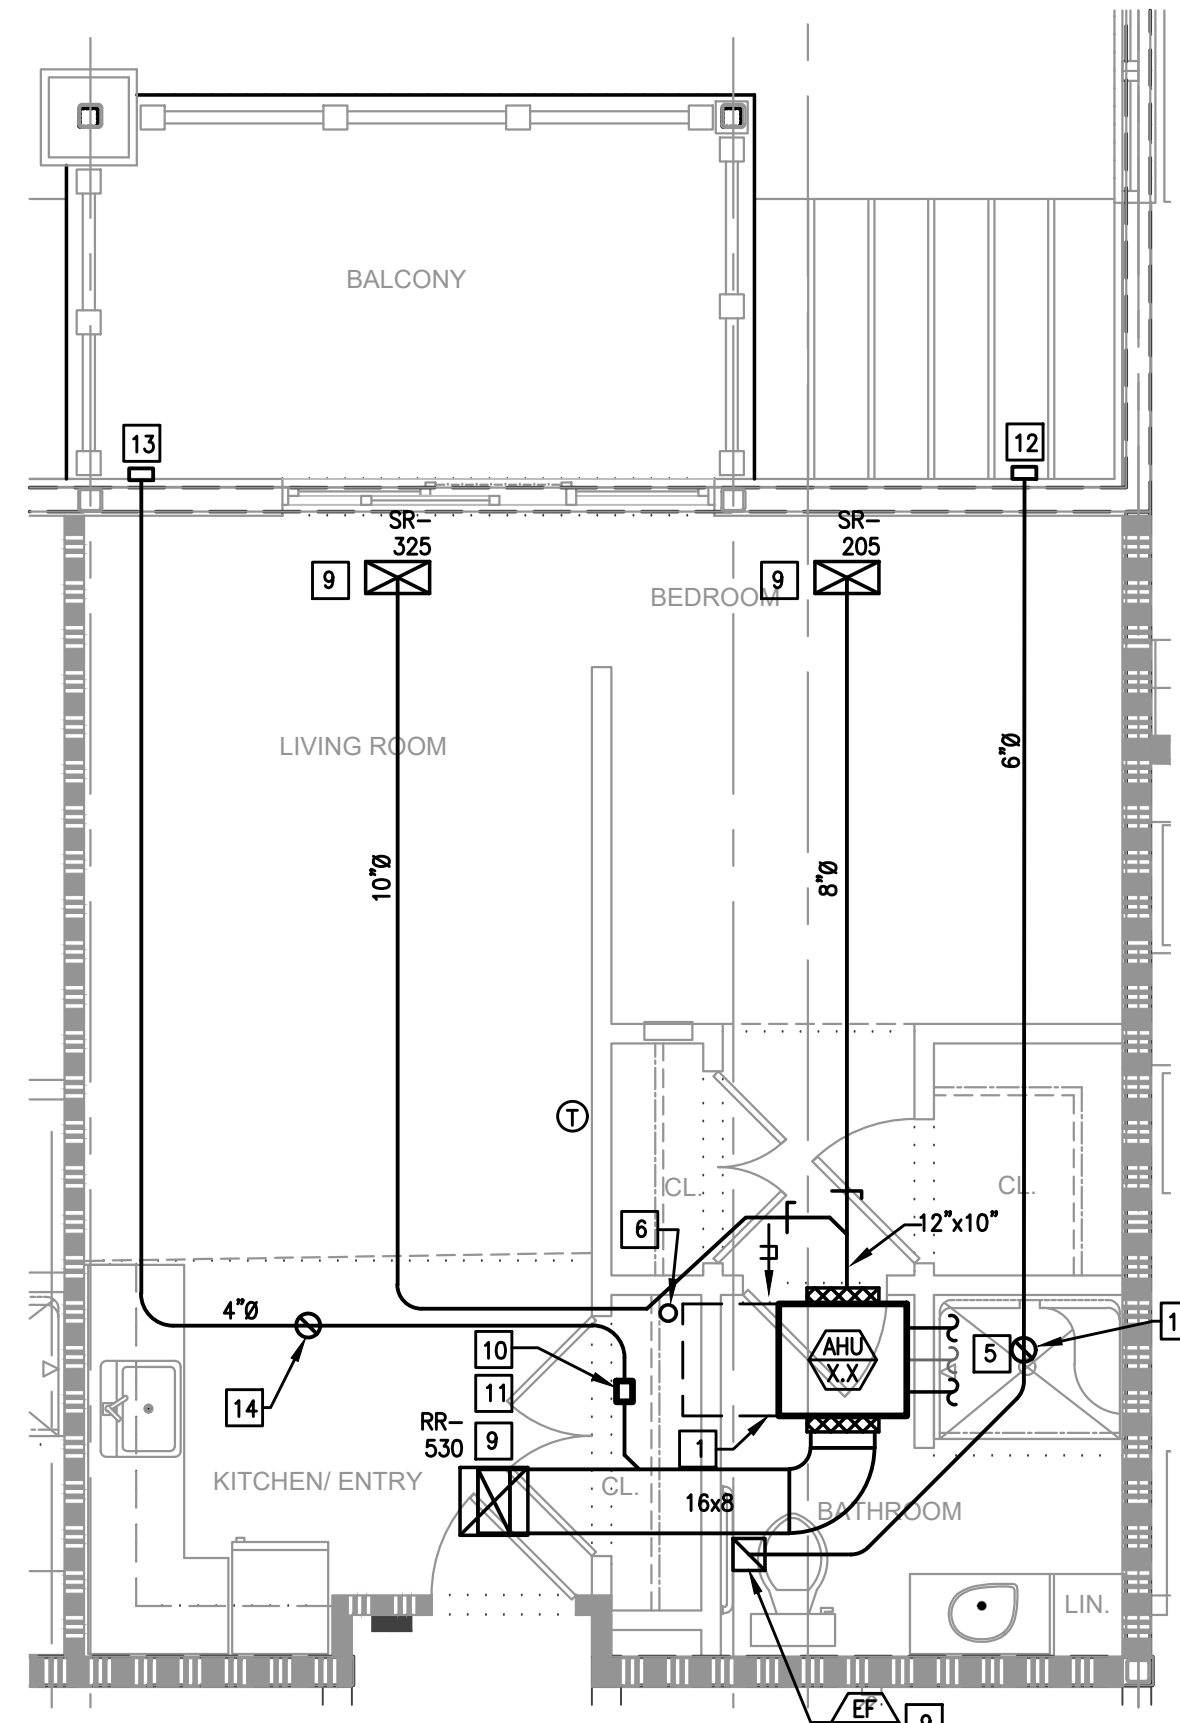 BALCONY
13
12
SR-
325
SR-
205
9
9
BEDROOM
LIVING ROOM
6"Ø
10"Ø
8"Ø
T
CL.
CL.
6
12"x10"
4"Ø
10
AHU
X.X
5
14
11
RR-
530
9
1
KITCHEN/ ENTRY
CL.
16x8
BATHROOM
LIN.
EF